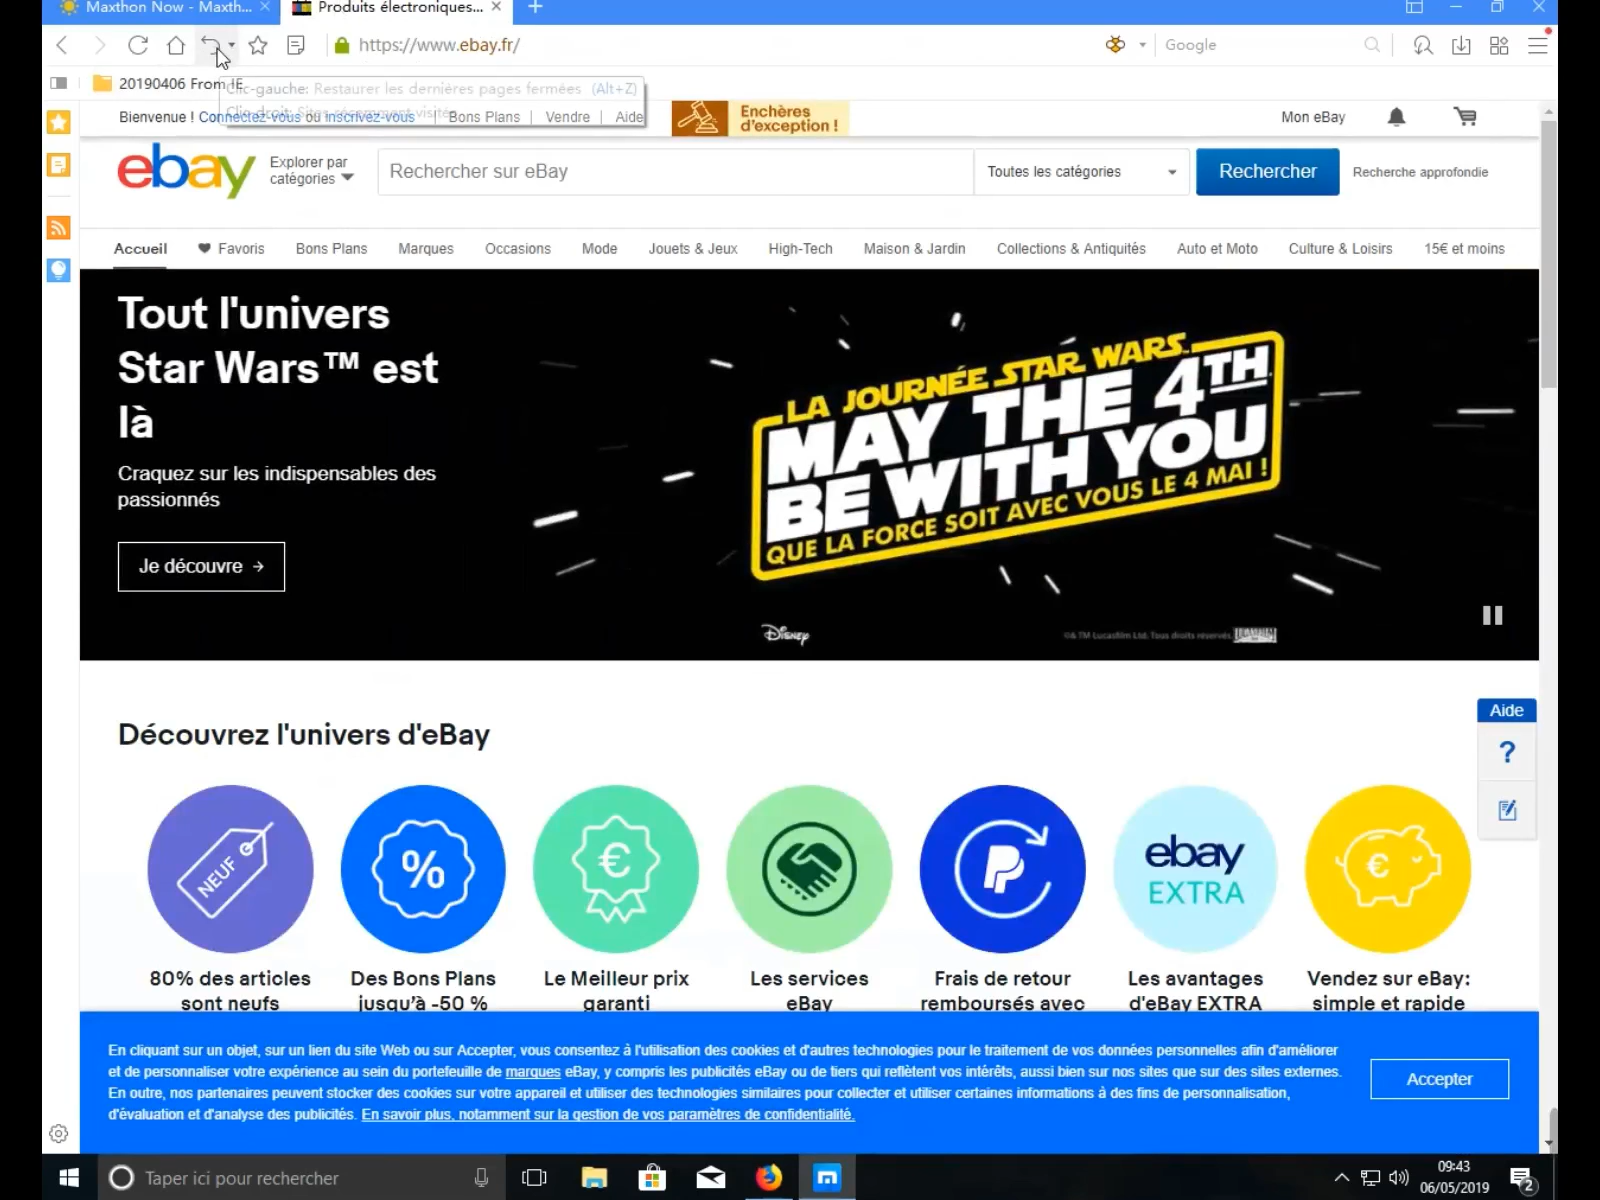 Maxthon Now - Maxth...
Produits électroniques...
https://www.ebay.fr/
Google
20190406 From IE
Clic-gauche: Restaurer les dernières pages fermées (Alt+Z)
Clic-droit: Sites récemment visités
Bienvenue ! Connectez-vous ou inscrivez-vous
Bons Plans
Vendre
Aide
Enchères
d'exception !
Mon eBay
ebay
Explorer par
catégories
Rechercher sur eBay
Toutes les catégories
Rechercher
Recherche approfondie
Accueil
Favoris
Bons Plans
Marques
Occasions
Mode
Jouets & Jeux
High-Tech
Maison & Jardin
Collections & Antiquités
Auto et Moto
Culture & Loisirs
15€ et moins
Tout l'univers
Star Wars™ est
là
Craquez sur les indispensables des
passionnés
Je découvre →
LA JOURNÉE STAR WARS
MAY THE 4TH
BE WITH YOU
QUE LA FORCE SOIT AVEC VOUS LE 4 MAI !
Disney
©& TM Lucasfilm Ltd. Tous droits reservés.
Découvrez l'univers d'eBay
Aide
?
NEUF
%
€
ebay
EXTRA
€
80% des articles
sont neufs
Des Bons Plans
jusqu'à -50 %
Le Meilleur prix
garanti
Les services
eBay
Frais de retour
remboursés avec
Les avantages
d'eBay EXTRA
Vendez sur eBay:
simple et rapide
En cliquant sur un objet, sur un lien du site Web ou sur Accepter, vous consentez à l'utilisation des cookies et d'autres technologies pour le traitement de vos données personnelles afin d'améliorer
et de personnaliser votre expérience au sein du portefeuille de marques eBay, y compris les publicités eBay ou de tiers qui reflètent vos intérêts, aussi bien sur nos sites que sur des sites externes.
En outre, nos partenaires peuvent stocker des cookies sur votre appareil et utiliser des technologies similaires pour collecter et utiliser certaines informations à des fins de personnalisation,
d'évaluation et d'analyse des publicités. En savoir plus, notamment sur la gestion de vos paramètres de confidentialité.
Accepter
Taper ici pour rechercher
09:43
06/05/2019
2